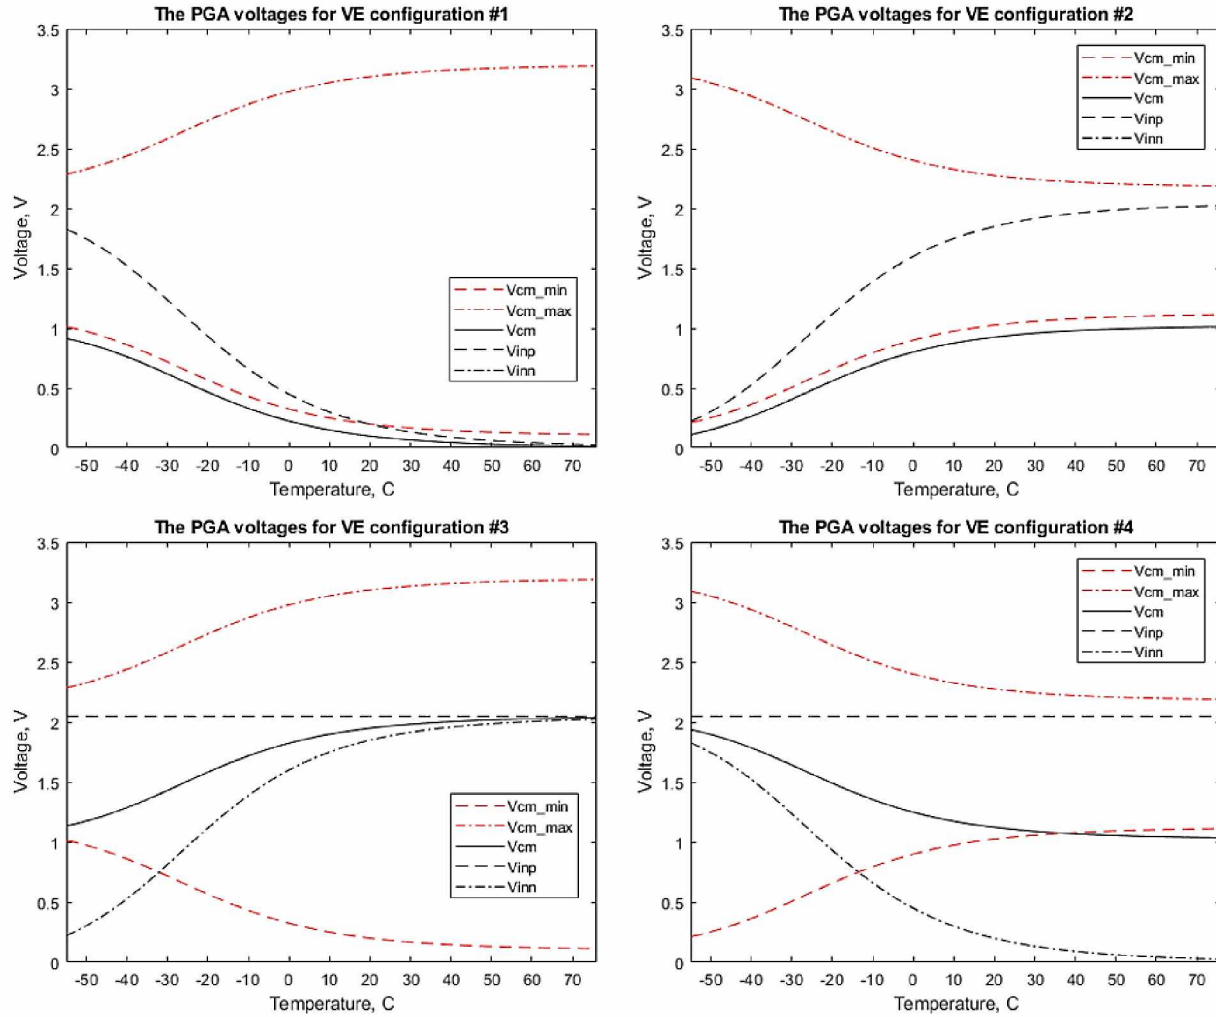 The PGA voltages for VE configuration #1
3.5
3
2.5
2
1.5
1
0.5
0
Voltage, V
Vcm_min
Vcm_max
Vcm
Vinp
Vinn
-50 -40 -30 -20 -10 0 10 20 30 40 50 60 70
Temperature, C
The PGA voltages for VE configuration #2
3.5
3
2.5
2
1.5
1
0.5
0
Voltage, V
Vcm_min
Vcm_max
Vcm
Vinp
Vinn
-50 -40 -30 -20 -10 0 10 20 30 40 50 60 70
Temperature, C
The PGA voltages for VE configuration #3
3.5
3
2.5
2
1.5
1
0.5
0
Voltage, V
Vcm_min
Vcm_max
Vcm
Vinp
Vinn
-50 -40 -30 -20 -10 0 10 20 30 40 50 60 70
Temperature, C
The PGA voltages for VE configuration #4
3.5
3
2.5
2
1.5
1
0.5
0
Voltage, V
Vcm_min
Vcm_max
Vcm
Vinp
Vinn
-50 -40 -30 -20 -10 0 10 20 30 40 50 60 70
Temperature, C